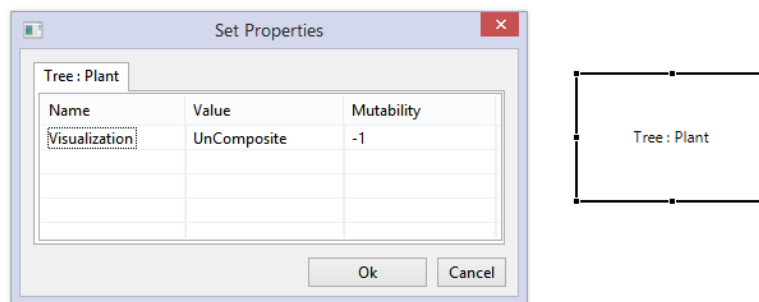 Set Properties
Tree : Plant
Name Value Mutability
Visualization UnComposite -1
Ok Cancel
Tree : Plant